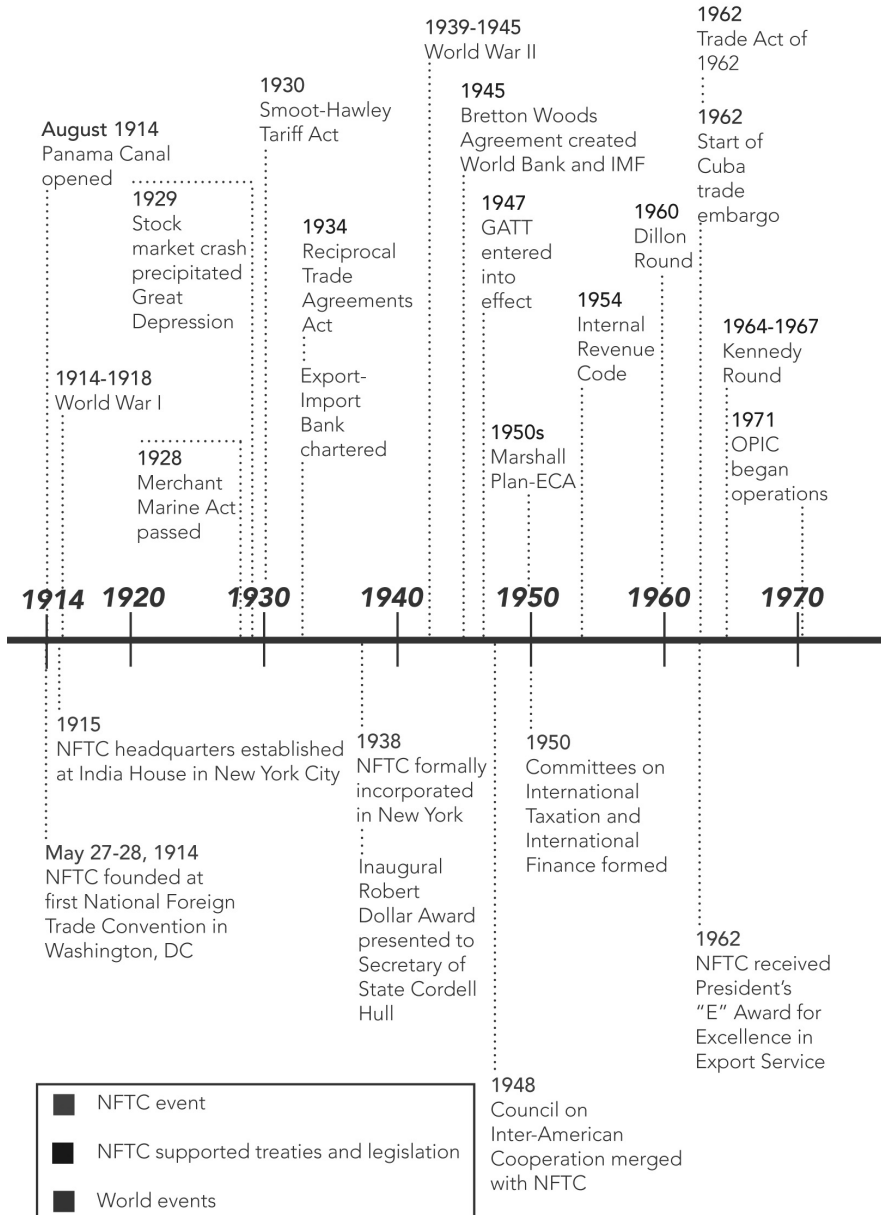 1962
Trade Act of
1962
1939-1945
World War II
1930
Smoot-Hawley
Tariff Act
1945
Bretton Woods
Agreement created
World Bank and IMF
1962
Start of
Cuba
trade
embargo
August 1914
Panama Canal
opened
1929
Stock
market crash
precipitated
Great
Depression
1934
Reciprocal
Trade
Agreements
Act
1947
GATT
entered
into
effect
1960
Dillon
Round
1954
Internal
Revenue
Code
1964-1967
Kennedy
Round
1914-1918
World War I
Export-
Import
Bank
chartered
1928
Merchant
Marine Act
passed
1950s
Marshall
Plan-ECA
1971
OPIC
began
operations
1914 1920 1930 1940 1950 1960 1970
1915
NFTC headquarters established
at India House in New York City
1938
NFTC formally
incorporated
in New York
1950
Committees on
International
Taxation and
International
Finance formed
May 27-28, 1914
NFTC founded at
first National Foreign
Trade Convention in
Washington, DC
Inaugural
Robert
Dollar Award
presented to
Secretary of
State Cordell
Hull
1962
NFTC received
President's
“E” Award for
Excellence in
Export Service
1948
Council on
Inter-American
Cooperation merged
with NFTC
NFTC event
NFTC supported treaties and legislation
World events